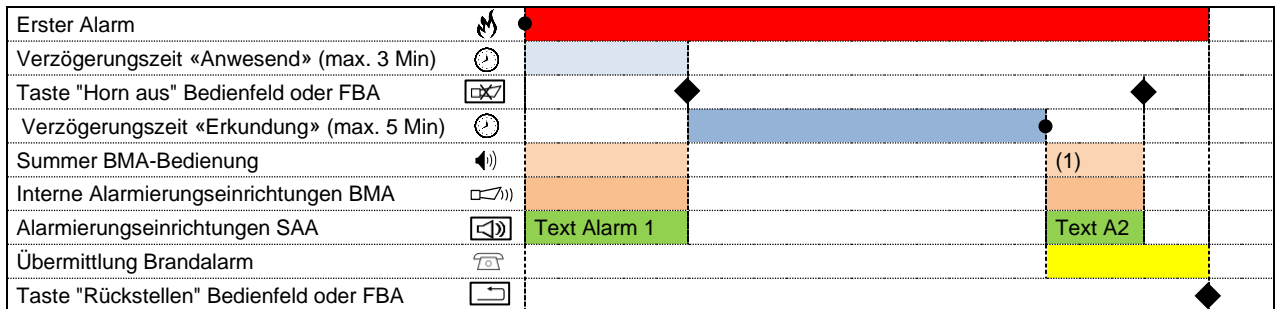 Erster Alarm
Verzögerungszeit «Anwesend» (max. 3 Min)
Taste "Horn aus" Bedienfeld oder FBA
Verzögerungszeit «Erkundung» (max. 5 Min)
Summer BMA-Bedienung (1)
Interne Alarmierungseinrichtungen BMA
Alarmierungseinrichtungen SAA Text Alarm 1 Text A2
Übermittlung Brandalarm
Taste "Rückstellen" Bedienfeld oder FBA